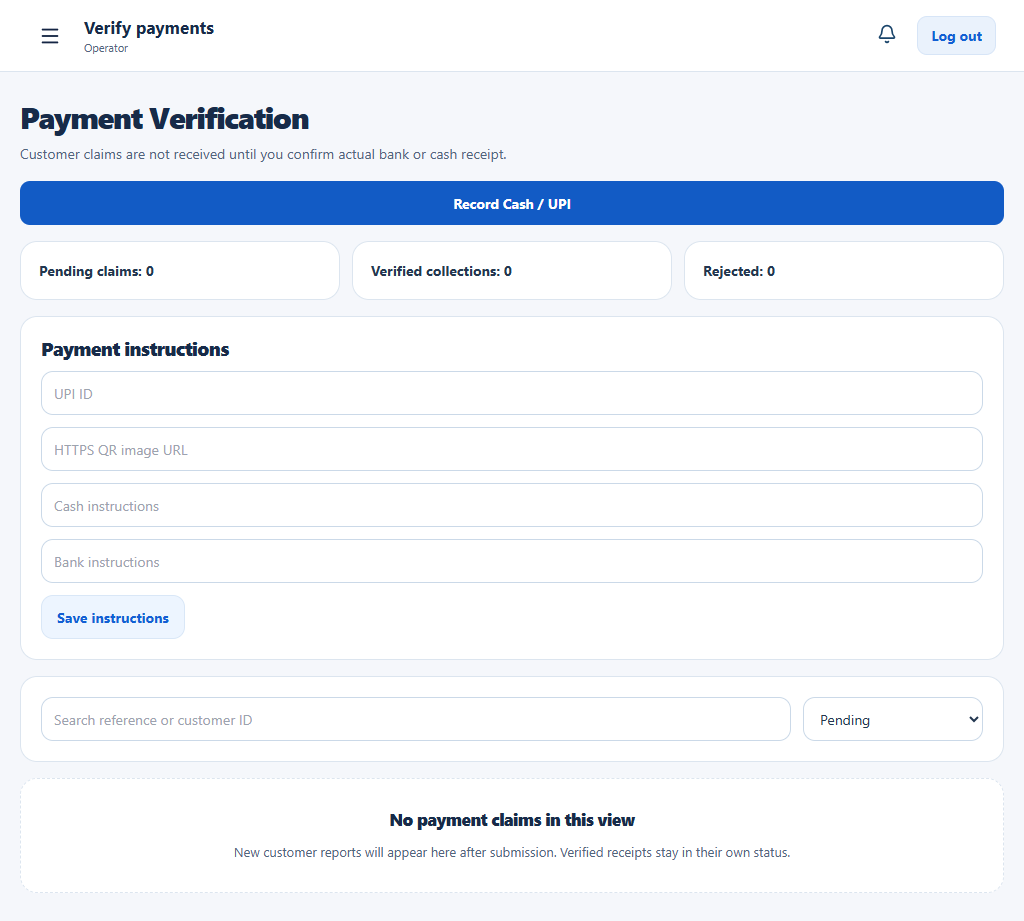 Verify payments
Operator
Log out
Payment Verification
Customer claims are not received until you confirm actual bank or cash receipt.
Record Cash / UPI
Pending claims: 0
Verified collections: 0
Rejected: 0
Payment instructions
UPI ID
HTTPS QR image URL
Cash instructions
Bank instructions
Save instructions
Search reference or customer ID
Pending
No payment claims in this view
New customer reports will appear here after submission. Verified receipts stay in their own status.